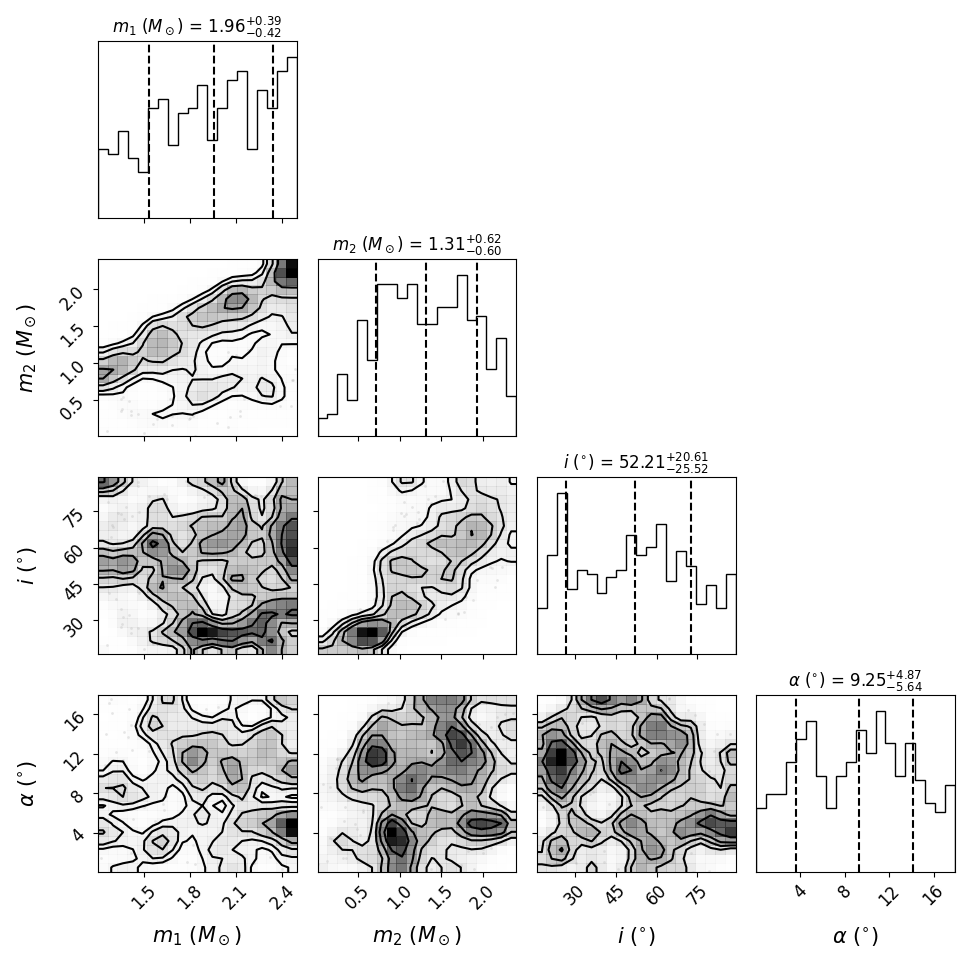 m₁ (M⊙) = 1.96+0.39−0.42
m₂ (M⊙) = 1.31+0.62−0.60
m₂ (M⊙)
2.0
1.5
1.0
0.5
i (°) = 52.21+20.61−25.52
i (°)
75
60
45
30
α (°) = 9.25+4.87−5.64
α (°)
16
12
8
4
1.5 1.8 2.1 2.4 0.5 1.0 1.5 2.0 30 45 60 75 4 8 12 16
m₁ (M⊙) m₂ (M⊙) i (°) α (°)